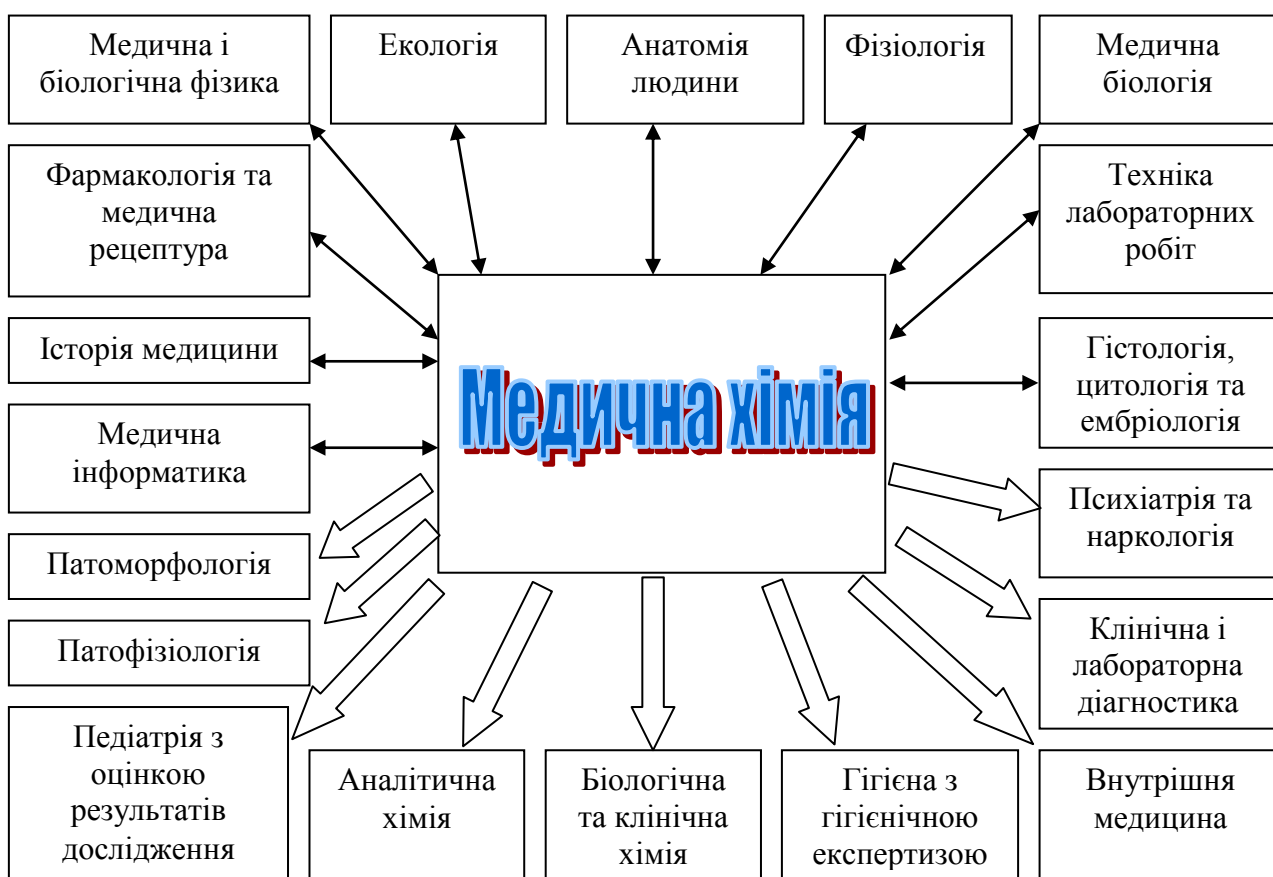 Медична і
біологічна фізика
Екологія
Анатомія
людини
Фізіологія
Медична
біологія
Фармакологія та
медична
рецептура
Техніка
лабораторних
робіт
Історія медицини
Гістологія,
цитологія та
ембріологія
Медична хімія
Медична
інформатика
Психіатрія та
наркологія
Патоморфологія
Патофізіологія
Клінічна і
лабораторна
діагностика
Педіатрія з
оцінкою
результатів
дослідження
Аналітична
хімія
Біологічна
та клінічна
хімія
Гігієна з
гігієнічною
експертизою
Внутрішня
медицина